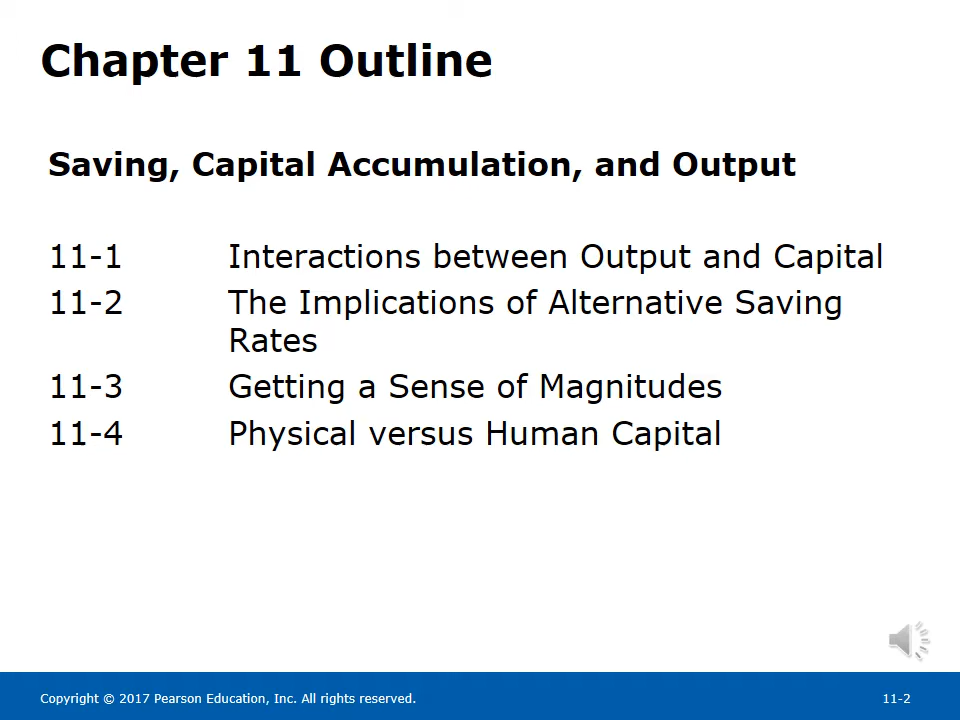 Chapter 11 Outline
Saving, Capital Accumulation, and Output
11-1 Interactions between Output and Capital
11-2 The Implications of Alternative Saving
Rates
11-3 Getting a Sense of Magnitudes
11-4 Physical versus Human Capital
Copyright © 2017 Pearson Education, Inc. All rights reserved. 11-2